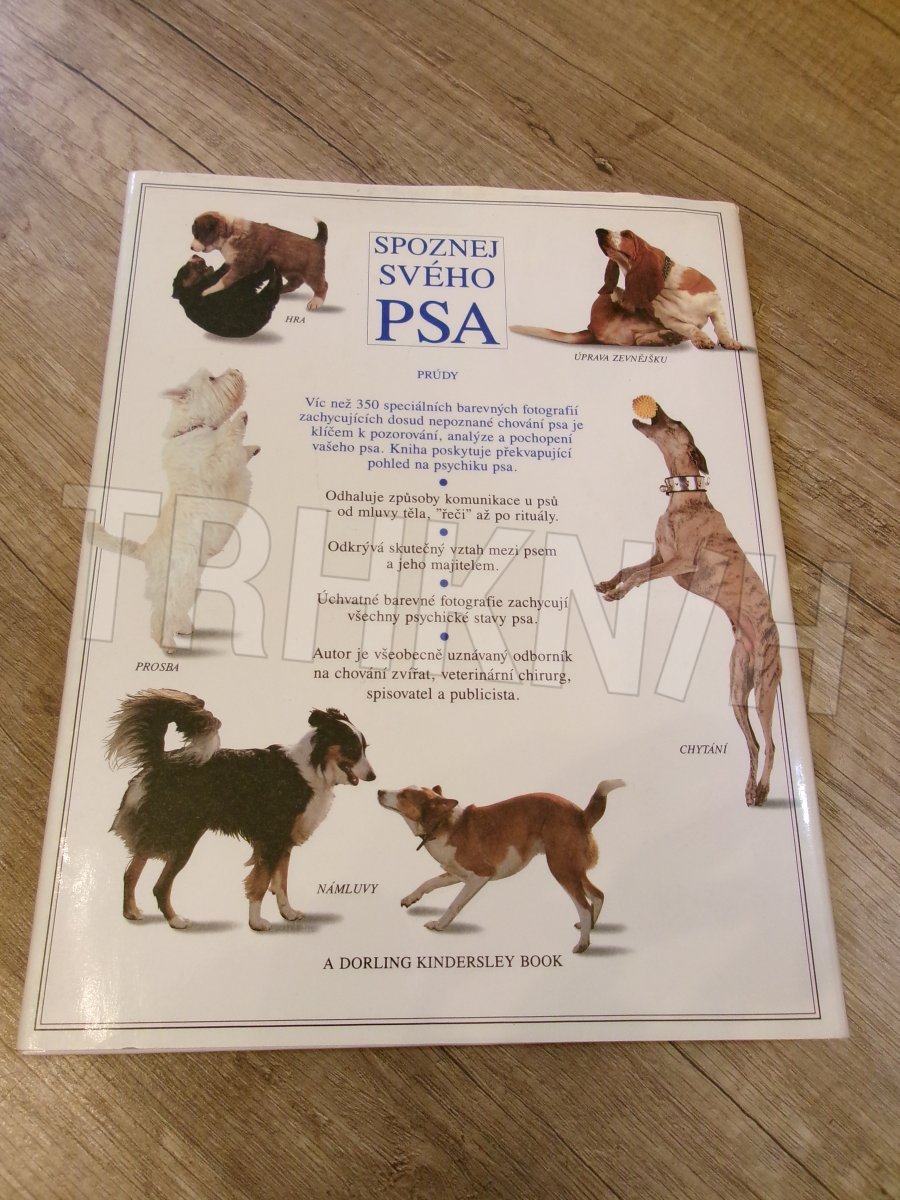 SPOZNEJ
SVÉHO
PSA
HRA
ÚPRAVA ZEVNĚJŠKU
PRÚDY
Víc než 350 speciálních barevných fotografií
zachycujících dosud nepoznané chování psa je
klíčem k pozorování, analýze a pochopení
vašeho psa. Kniha poskytuje překvapující
pohled na psychiku psa.
Odhaluje způsoby komunikace u psů
- od mluvy těla, "řeči" až po rituály.
Odkrývá skutečný vztah mezi psem
a jeho majitelem.
Úchvatné barevné fotografie zachycují
všechny psychické stavy psa.
Autor je všeobecně uznávaný odborník
na chování zvířat, veterinární chirurg,
spisovatel a publicista.
TRHKNIH
PROSBA
CHYTÁNÍ
NÁMLUVY
A DORLING KINDERSLEY BOOK